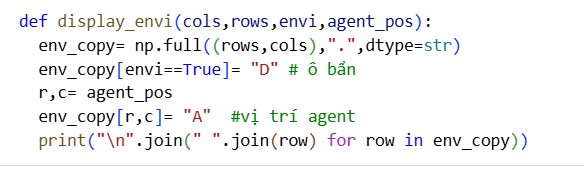 def display_envi(cols,rows,envi,agent_pos):
  env_copy= np.full((rows,cols),".",dtype=str)
  env_copy[envi==True]= "D" # ô bẩn
  r,c= agent_pos
  env_copy[r,c]= "A"  #vị trí agent
  print("\n".join(" ".join(row) for row in env_copy))